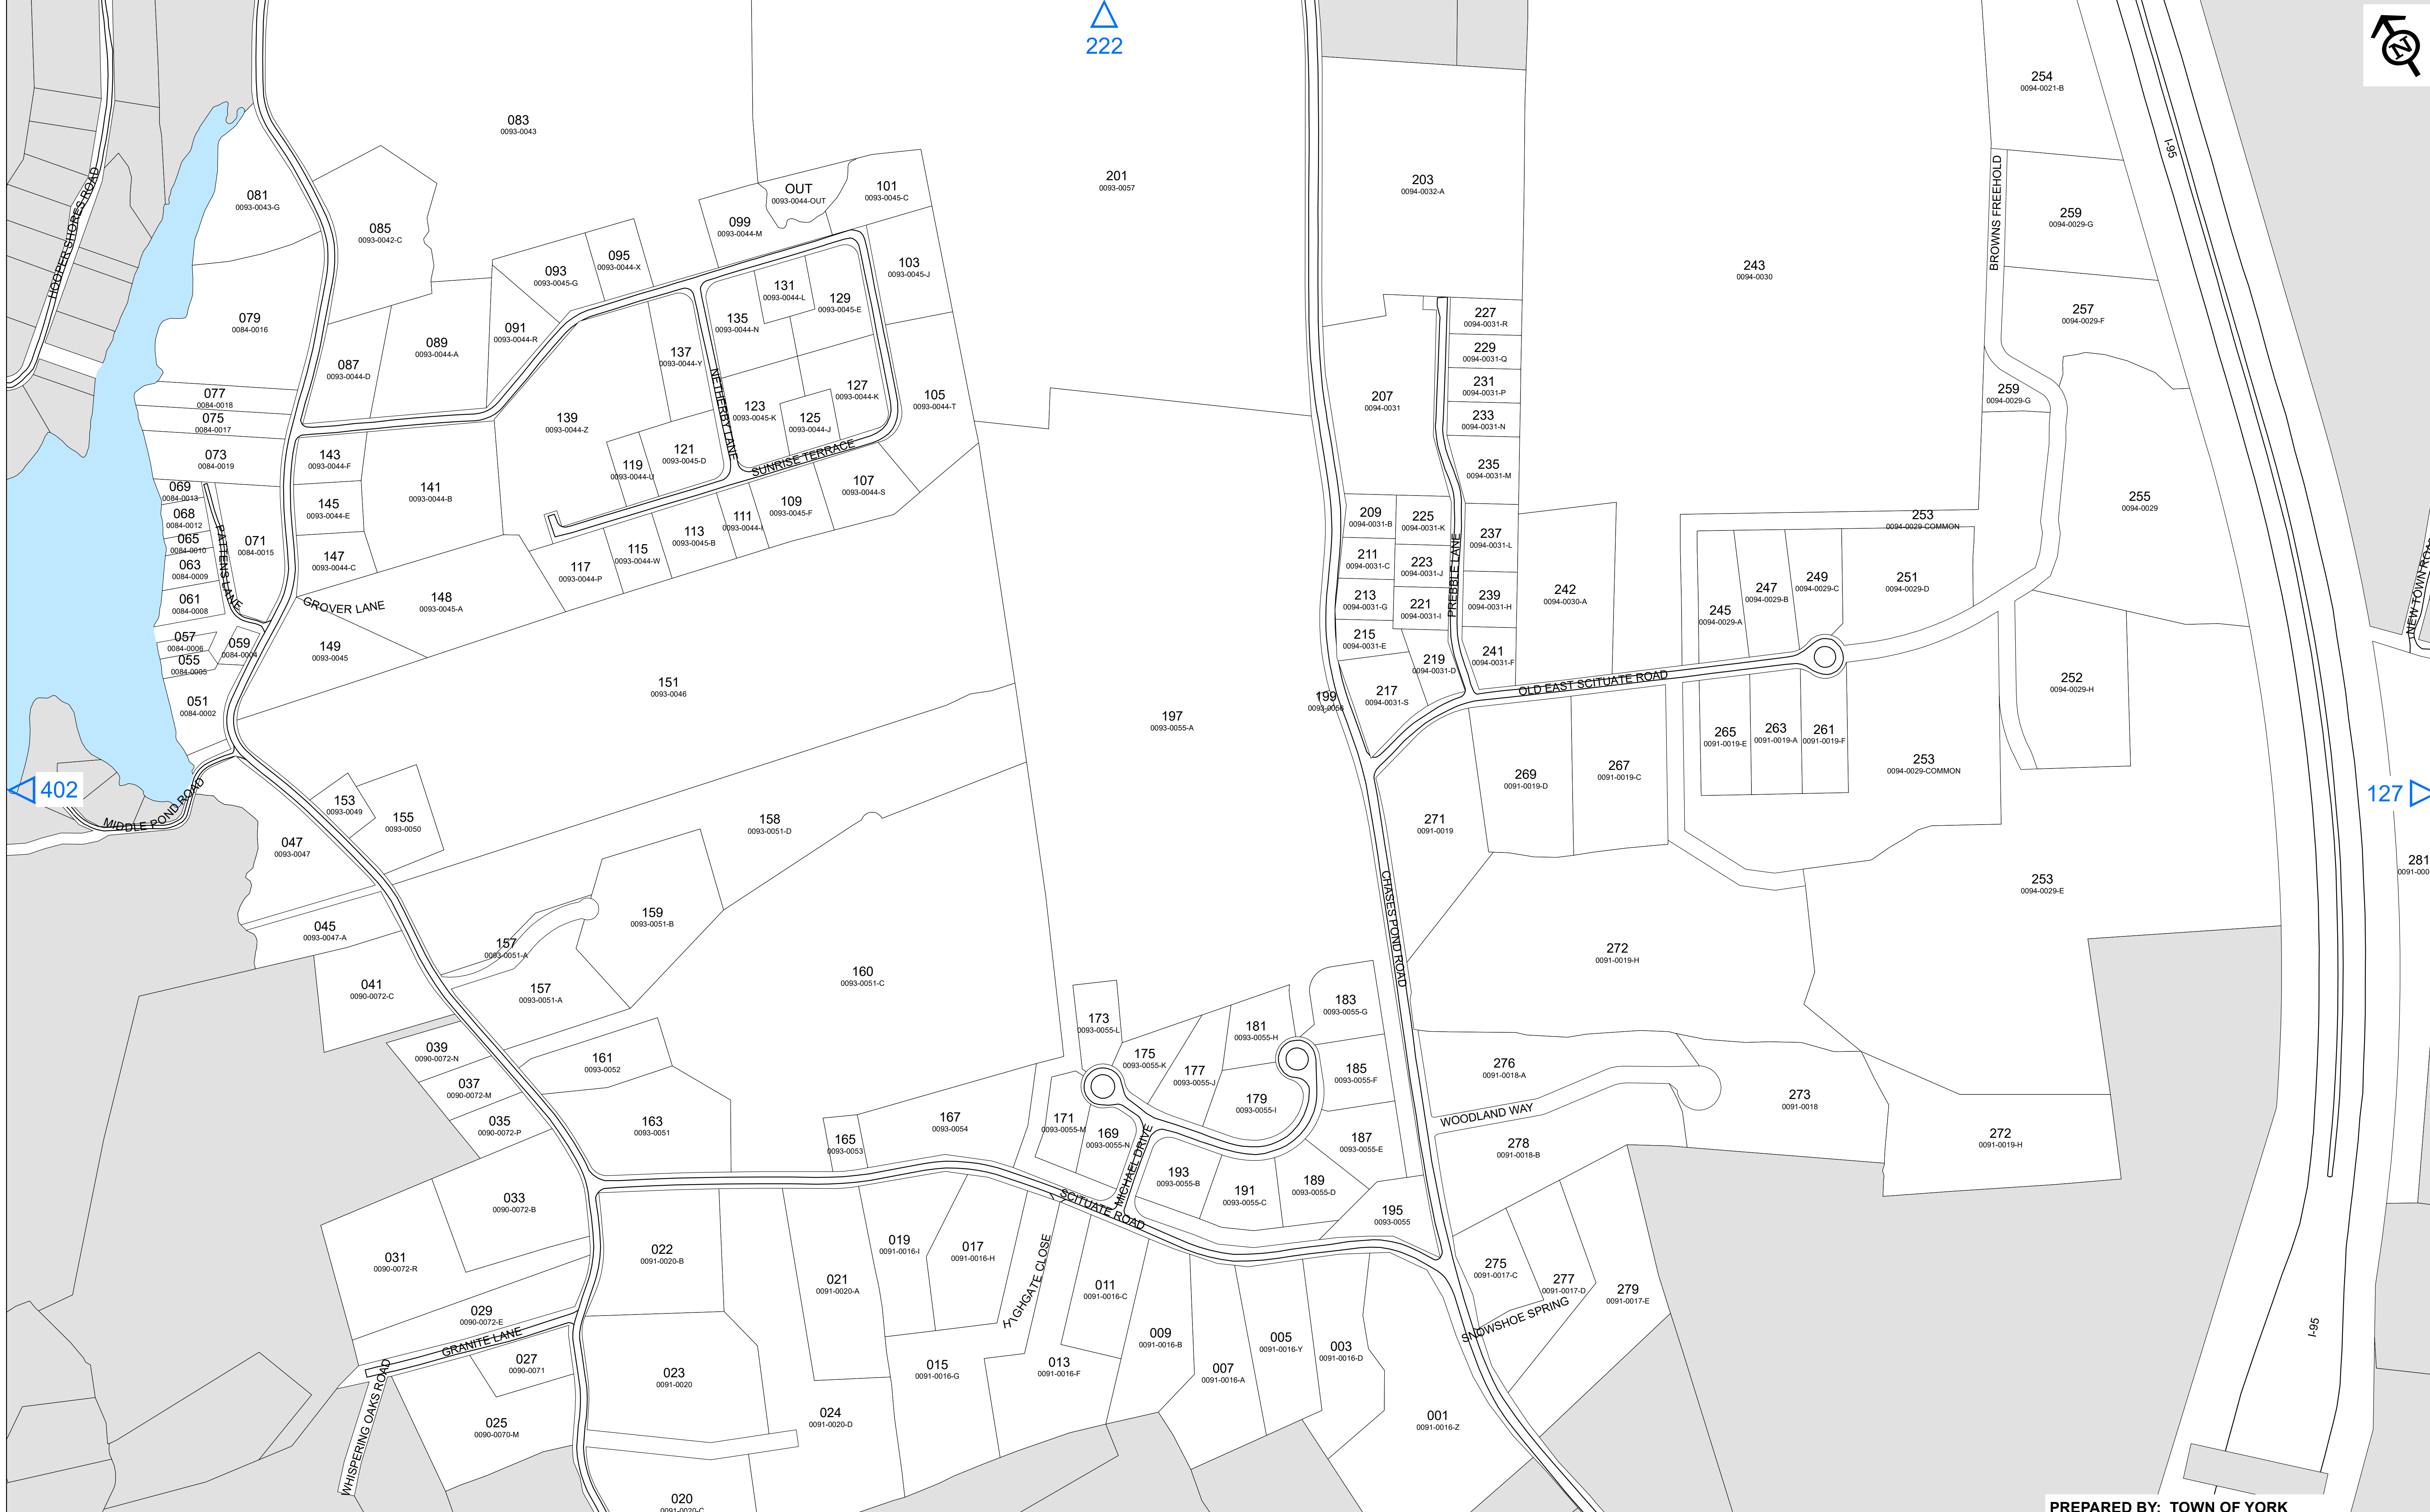 222
N
254
0094-0021-B
083
0093-0043
I-95
201
0093-0057
203
0094-0032-A
OUT
0093-0044-OUT
101
0093-0045-C
081
0093-0043-G
HOOPER SHORES ROAD
085
0093-0042-C
099
0093-0044-M
BROWNS FREEHOLD
259
0094-0029-G
095
0093-0044-X
093
0093-0045-G
103
0093-0045-J
243
0094-0030
131
0093-0044-L
129
0093-0045-E
079
0084-0016
135
0093-0044-N
091
0093-0044-R
227
0094-0031-R
257
0094-0029-F
089
0093-0044-A
137
0093-0044-Y
229
0094-0031-Q
087
0093-0044-D
NETHERBY LANE
231
0094-0031-P
077
0084-0018
127
0093-0044-K
105
0093-0044-T
207
0094-0031
259
0094-0029-G
075
0084-0017
139
0093-0044-Z
123
0093-0045-K
125
0093-0044-J
233
0094-0031-N
073
0084-0019
143
0093-0044-F
121
0093-0045-D
119
0093-0044-U
SUNRISE TERRACE
235
0094-0031-M
069
0084-0013
141
0093-0044-B
107
0093-0044-S
255
0094-0029
145
0093-0044-E
109
0093-0045-F
111
0093-0044-I
068
0084-0012
209
0094-0031-B
225
0094-0031-K
253
0094-0029-COMMON
113
0093-0045-B
237
0094-0031-L
065
0084-0010
071
0084-0015
PATTENS LANE
115
0093-0044-W
147
0093-0044-C
211
0094-0031-C
223
0094-0031-J
PREBBLE LANE
063
0084-0009
117
0093-0044-P
249
0094-0029-C
251
0094-0029-D
247
0094-0029-B
242
0094-0030-A
NEW TOWN ROAD
061
0084-0008
GROVER LANE
148
0093-0045-A
213
0094-0031-G
221
0094-0031-I
239
0094-0031-H
245
0094-0029-A
057
0084-0006
059
0084-0004
149
0093-0045
215
0094-0031-E
241
0094-0031-F
055
0084-0005
219
0094-0031-D
OLD EAST SCITUATE ROAD
252
0094-0029-H
151
0093-0046
217
0094-0031-S
199
0093-0056
051
0084-0002
197
0093-0055-A
265
0091-0019-E
263
0091-0019-A
261
0091-0019-F
253
0094-0029-COMMON
267
0091-0019-C
269
0091-0019-D
402
127
MIDDLE POND ROAD
153
0093-0049
155
0093-0050
158
0093-0051-D
271
0091-0019
047
0093-0047
281
253
0094-0029-E
CHASES POND ROAD
159
0093-0051-B
045
0093-0047-A
157
0093-0051-A
272
0091-0019-H
160
0093-0051-C
041
0090-0072-C
157
0093-0051-A
183
0093-0055-G
173
0093-0055-L
181
0093-0055-H
039
0090-0072-N
161
0093-0052
175
0093-0055-K
177
0093-0055-J
185
0093-0055-F
276
0091-0018-A
037
0090-0072-M
179
0093-0055-I
273
0091-0018
035
0090-0072-P
163
0093-0051
167
0093-0054
171
0093-0055-M
169
0093-0055-N
MICHAEL DRIVE
WOODLAND WAY
165
0093-0053
187
0093-0055-E
278
0091-0018-B
272
0091-0019-H
193
0093-0055-B
191
0093-0055-C
189
0093-0055-D
SCITUATE ROAD
033
0090-0072-B
195
0093-0055
031
0090-0072-R
022
0091-0020-B
019
0091-0016-I
017
0091-0016-H
HIGHGATE CLOSE
275
0091-0017-C
021
0091-0020-A
011
0091-0016-C
277
0091-0017-D
279
0091-0017-E
029
0090-0072-E
GRANITE LANE
SNOWSHOE SPRING
I-95
009
0091-0016-B
005
0091-0016-Y
003
0091-0016-D
027
0090-0071
023
0091-0020
015
0091-0016-G
013
0091-0016-F
007
0091-0016-A
WHISPERING OAKS ROAD
025
0090-0070-M
024
0091-0020-D
001
0091-0016-Z
020
0091-0020-C
PREPARED BY: TOWN OF YORK